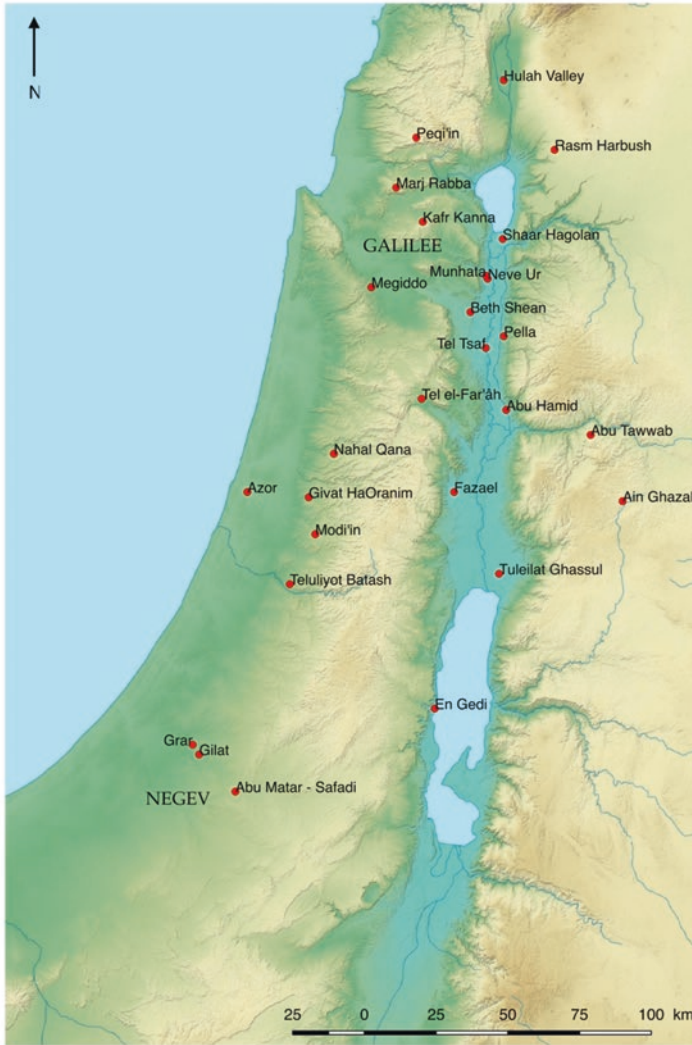 N
Hulah Valley
Peqi'in
Rasm Harbush
Marj Rabba
Kafr Kanna
Shaar Hagolan
GALILEE
Munhata
Neve Ur
Megiddo
Beth Shean
Pella
Tel Tsaf
Tel el-Far'âh
Abu Hamid
Abu Tawwab
Nahal Qana
Azor
Givat HaOranim
Fazael
Ain Ghazal
Modi'in
Tuleilat Ghassul
Teluliyot Batash
En Gedi
Grar
Gilat
Abu Matar - Safadi
NEGEV
25 0 25 50 75 100 km